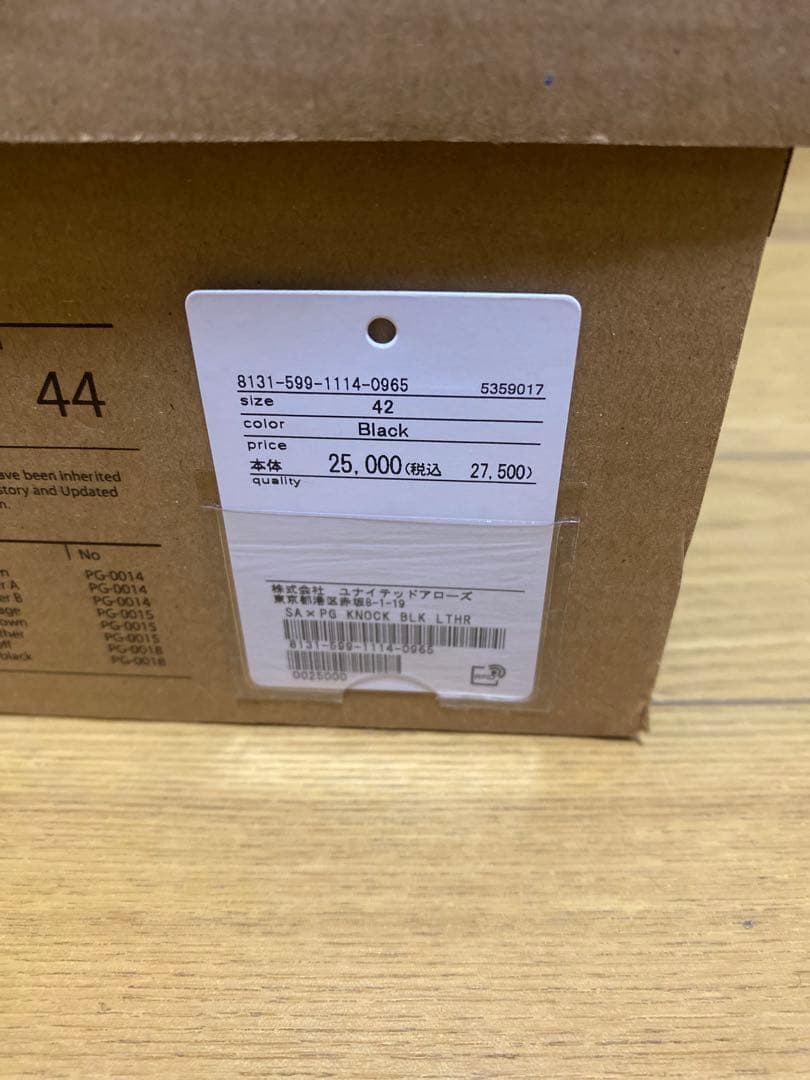 44
ave been inherited
story and Updated
n.
No
n PG-0014
r A PG-0014
er B PG-0014
age PG-0015
own PG-0015
ther PG-0015
off PG-0018
black PG-0018
8131-599-1114-0965 5359017
size 42
color Black
price
本体 25,000(税込 27,500)
quality
株式会社 ユナイテッドアローズ
東京都港区赤坂8-1-19
SA×PG KNOCK BLK LTHR
8131-599-1114-0965
0025000
RFID